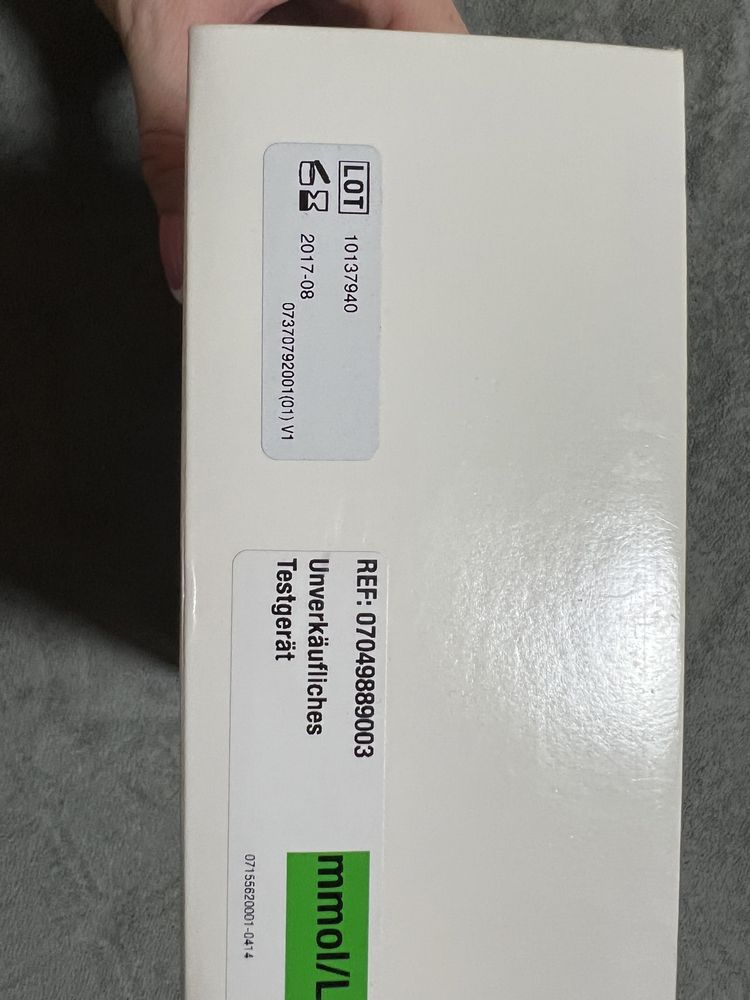 LOT 10137940
2017-08
07370792001(01) V1
REF: 07049889003
Unverkäufliches
Testgerät
mmol/L
07155620001-0414